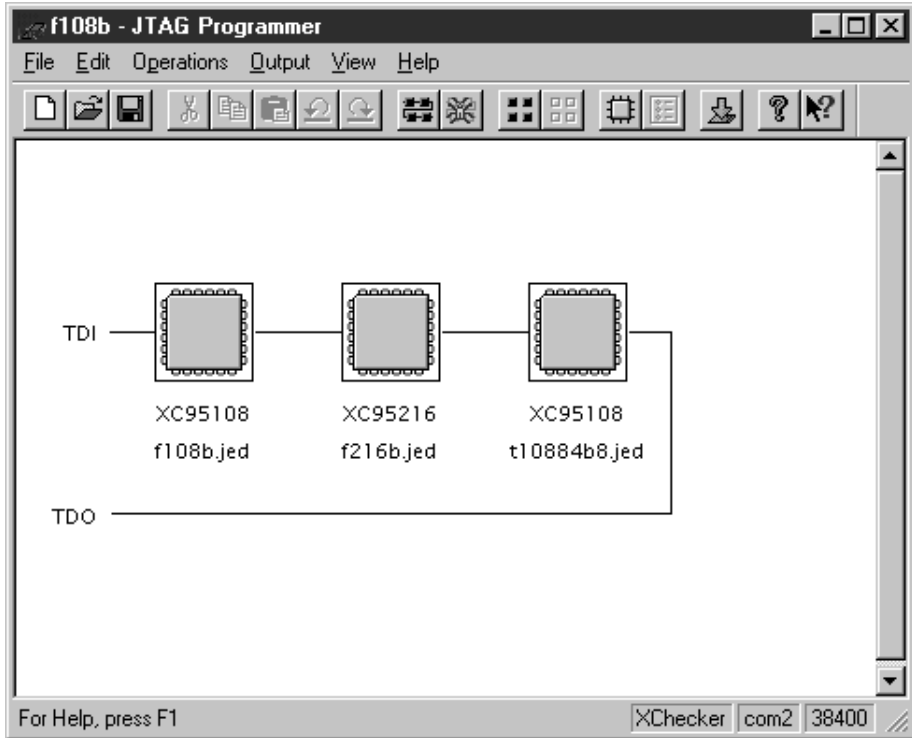 f108b - JTAG Programmer
File Edit Operations Output View Help
TDI
XC95108 XC95216 XC95108
f108b.jed f216b.jed t10884b8.jed
TDO
For Help, press F1 XChecker com2 38400